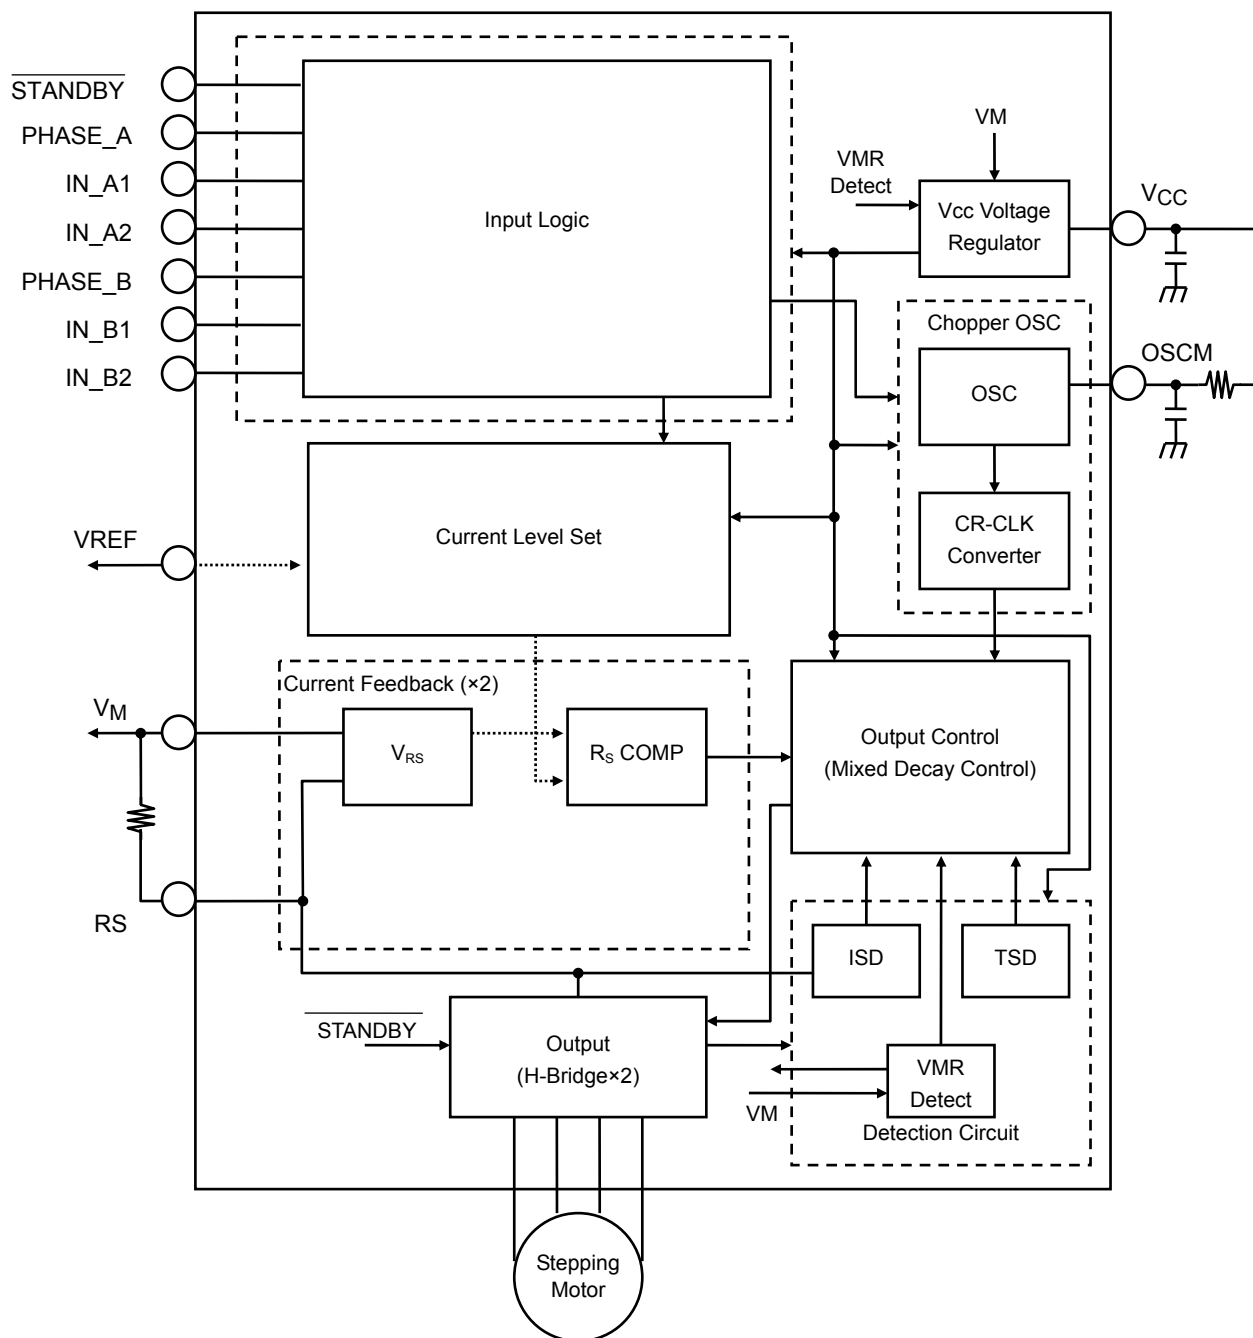 STANDBY
PHASE_A
IN_A1
IN_A2
PHASE_B
IN_B1
IN_B2
Input Logic
VM
VMR
Detect
Vcc Voltage
Regulator
VCC
Chopper OSC
OSC
OSCM
CR-CLK
Converter
Current Level Set
VREF
Current Feedback (×2)
VM
VRS
RS COMP
Output Control
(Mixed Decay Control)
RS
ISD
TSD
STANDBY
Output
(H-Bridge×2)
VMR
Detect
VM
Detection Circuit
Stepping
Motor